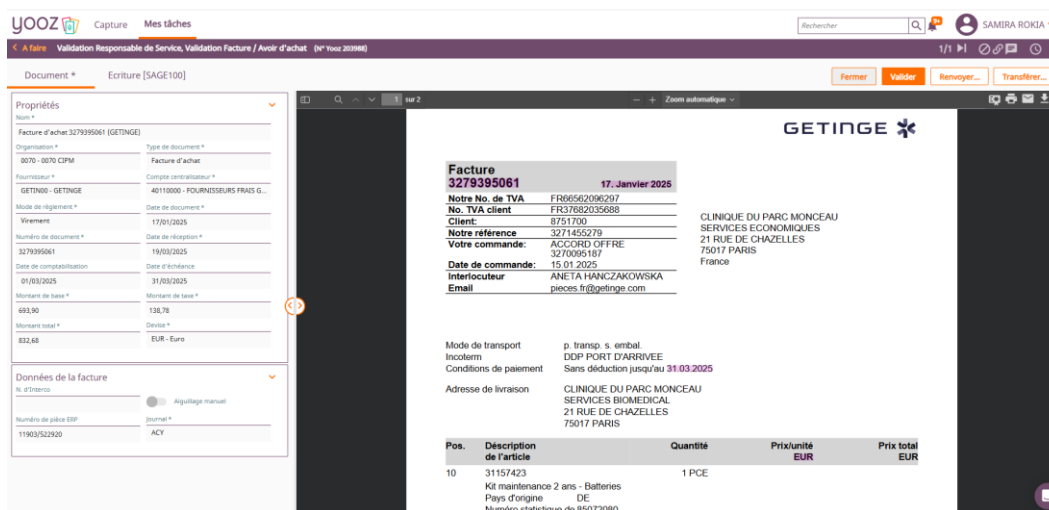 yooz
Capture
Mes tâches
Rechercher
SAMIRA ROKIA
A faire
Validation Responsable de Service, Validation Facture / Avoir d'achat (N° Yooz 203988)
1/1
Document *
Ecriture [SAGE100]
Fermer
Valider
Renvoyer...
Transférer...
Propriétés
Nom *
Facture d'achat 3279395061 (GETINGE)
Organisation *
Type de document *
0070 - 0070 CIPM
Facture d'achat
Fournisseur *
Compte centralisateur *
GETIN00 - GETINGE
40110000 - FOURNISSEURS FRAIS G...
Mode de règlement *
Date de document *
Virement
17/01/2025
Numéro de document *
Date de réception *
3279395061
19/03/2025
Date de comptabilisation
Date d'échéance
01/03/2025
31/03/2025
Montant de base *
Montant de taxe *
693,90
138,78
Montant total *
Devise *
832,68
EUR - Euro
Données de la facture
N. d'Interco
Aiguillage manuel
Numéro de pièce ERP
Journal *
11903/522920
ACY
1 sur 2
Zoom automatique
GETINGE
Facture
3279395061 17. Janvier 2025
Notre No. de TVA FR66562096297
No. TVA client FR37682035688
Client: 8751700
Notre référence 3271455279
Votre commande: ACCORD OFFRE
3270095187
Date de commande: 15.01.2025
Interlocuteur ANETA HANCZAKOWSKA
Email pieces.fr@getinge.com
CLINIQUE DU PARC MONCEAU
SERVICES ECONOMIQUES
21 RUE DE CHAZELLES
75017 PARIS
France
Mode de transport p. transp. s. embal.
Incoterm DDP PORT D'ARRIVEE
Conditions de paiement Sans déduction jusqu'au 31.03.2025
Adresse de livraison CLINIQUE DU PARC MONCEAU
SERVICES BIOMEDICAL
21 RUE DE CHAZELLES
75017 PARIS
Pos. Déscription Quantité Prix/unité Prix total
de l'article EUR EUR
10 31157423 1 PCE
Kit maintenance 2 ans - Batteries
Pays d'origine DE
Numéro statistique de 85072080